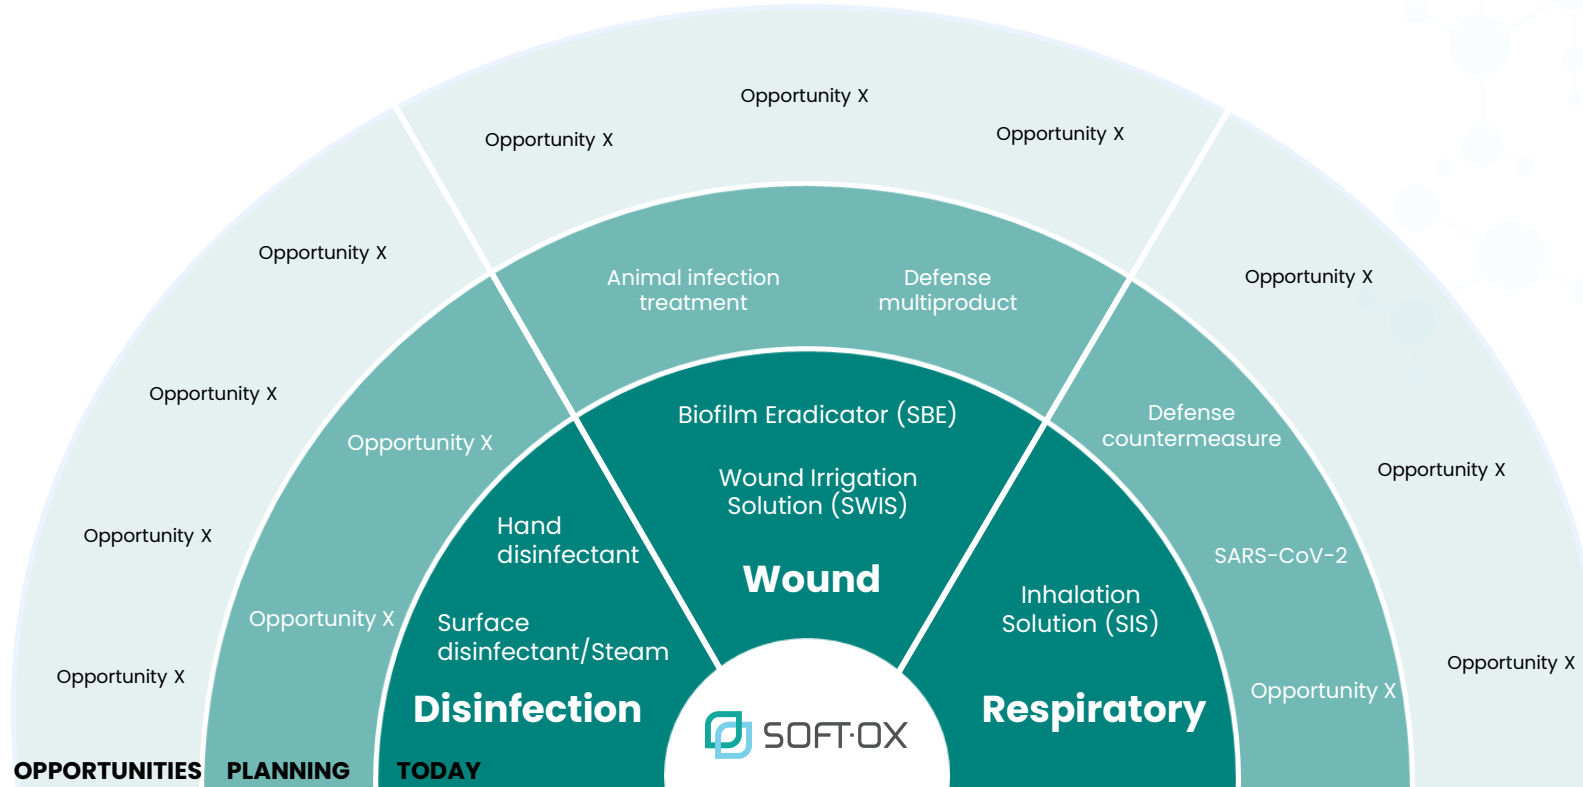 Opportunity X
Opportunity X
Opportunity X
Opportunity X
Opportunity X
Opportunity X
Opportunity X
Opportunity X
Opportunity X
Opportunity X
Animal infection
treatment
Defense
multiproduct
Opportunity X
Opportunity X
Defense
countermeasure
SARS-CoV-2
Opportunity X
Biofilm Eradicator (SBE)
Wound Irrigation
Solution (SWIS)
Wound
Hand
disinfectant
Surface
disinfectant/Steam
Disinfection
Inhalation
Solution (SIS)
Respiratory
SOFT·OX
OPPORTUNITIES
PLANNING
TODAY